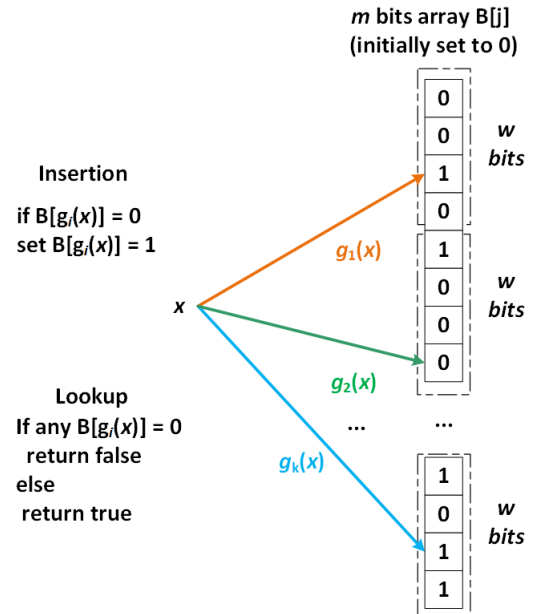 m bits array B[j]
(initially set to 0)
0
0
1
0
w
bits
Insertion
if B[gi(x)] = 0
set B[gi(x)] = 1
g1(x)
1
0
0
0
w
bits
x
g2(x)
Lookup
If any B[gi(x)] = 0
return false
else
return true
... ...
gk(x)
1
0
1
1
w
bits